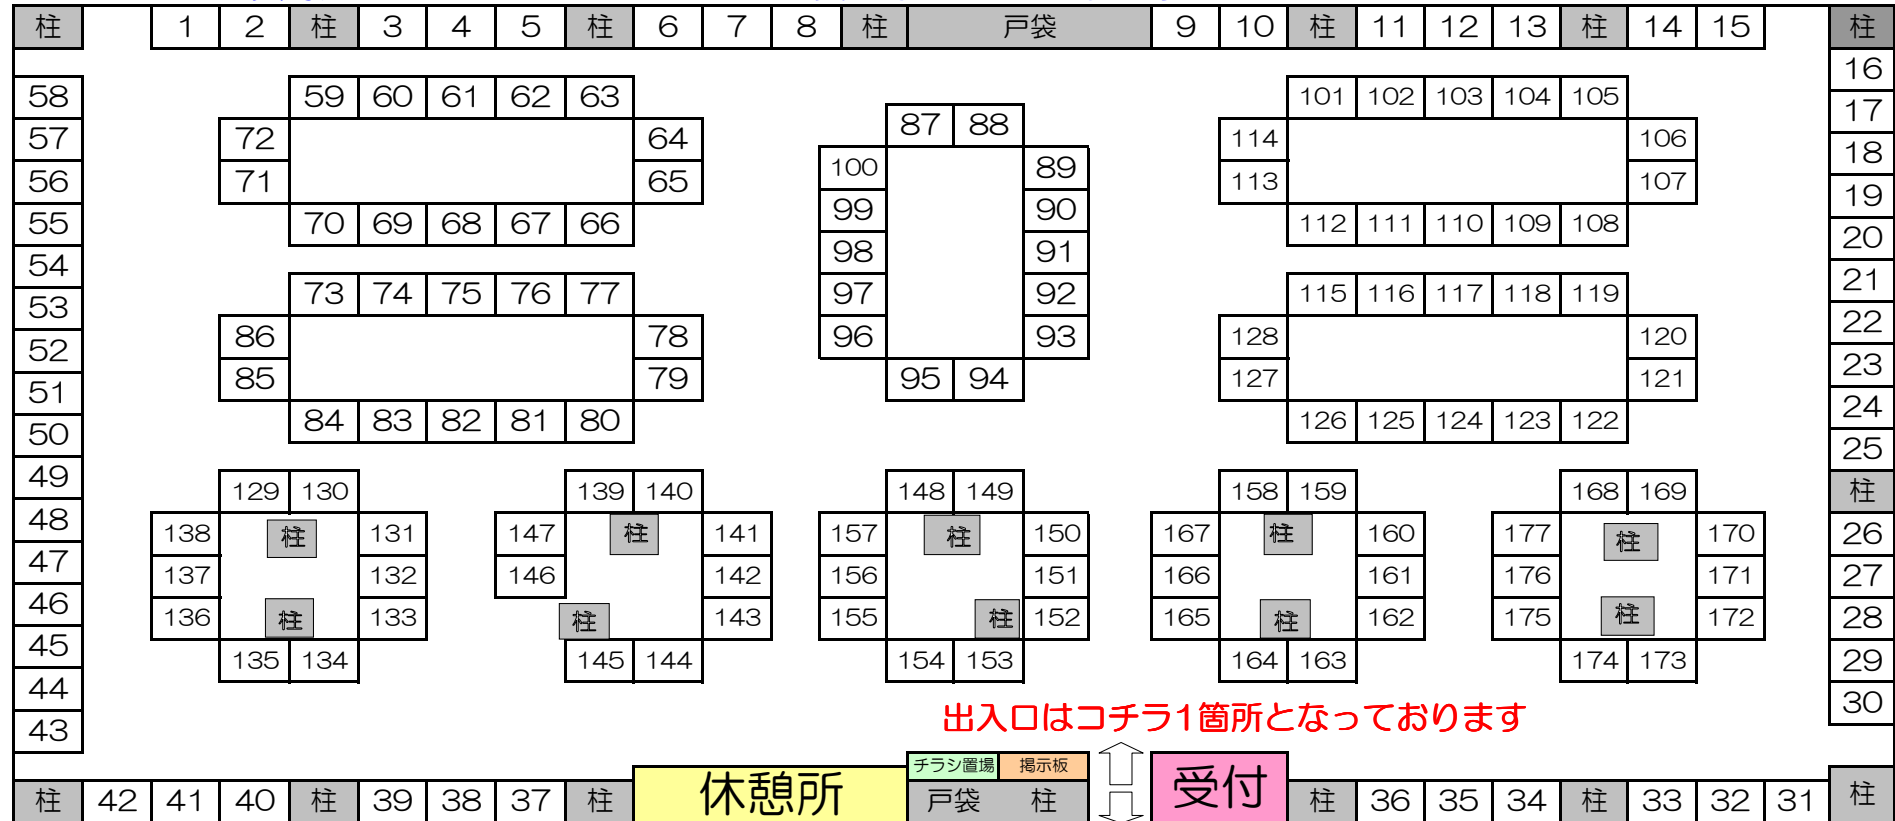 柱 1 2 柱 3 4 5 柱 6 7 8 柱 戸袋 9 10 柱 11 12 13 柱 14 15 柱
16
58 59 60 61 62 63 101 102 103 104 105
17
87 88
57 72 64 114 106
18
100 89
56 71 65 113 107
19
99 90
55 70 69 68 67 66 112 111 110 109 108
20
98 91
54
21
53 73 74 75 76 77 97 92 115 116 117 118 119
22
52 86 78 96 93 128 120
23
51 85 79 95 94 127 121
24
50 84 83 82 81 80 126 125 124 123 122
25
49
129 130 139 140 148 149 158 159 168 169 柱
48 138 柱 131 147 柱 141 157 柱 150 167 柱 160 177 柱 170 26
47 137 132 146 142 156 151 166 161 176 171 27
46 136 柱 133 柱 143 155 柱 152 165 柱 162 175 柱 172 28
45 135 134 145 144 154 153 164 163 174 173 29
44
30
出入口はコチラ1箇所となっております
43
チラシ置場 掲示板
柱 42 41 40 柱 39 38 37 柱 休憩所 戸袋 柱 受付 柱 36 35 34 柱 33 32 31 柱